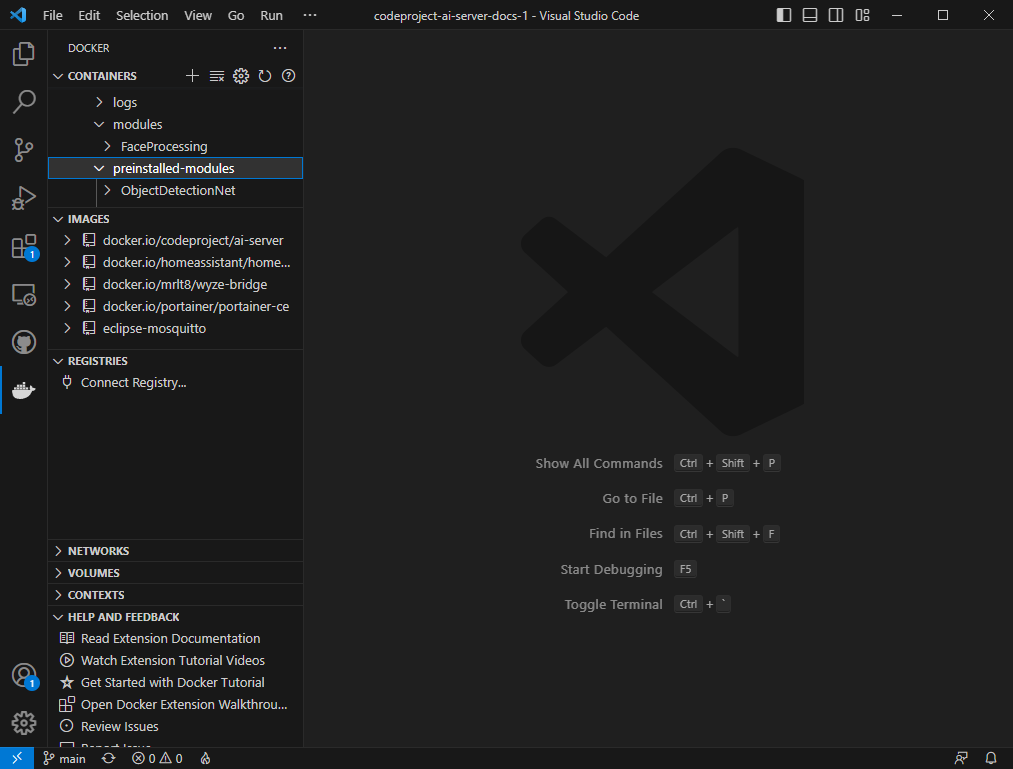 File Edit Selection View Go Run ··· codeproject-ai-server-docs-1 - Visual Studio Code
DOCKER ···
CONTAINERS
logs
modules
FaceProcessing
preinstalled-modules
ObjectDetectionNet
IMAGES
docker.io/codeproject/ai-server
docker.io/homeassistant/home...
docker.io/mrlt8/wyze-bridge
docker.io/portainer/portainer-ce
eclipse-mosquitto
REGISTRIES
Connect Registry...
1
Show All Commands Ctrl + Shift + P
Go to File Ctrl + P
Find in Files Ctrl + Shift + F
Start Debugging F5
Toggle Terminal Ctrl + `
NETWORKS
VOLUMES
CONTEXTS
HELP AND FEEDBACK
Read Extension Documentation
Watch Extension Tutorial Videos
Get Started with Docker Tutorial
Open Docker Extension Walkthrou...
Review Issues
Report Issue
1
main 0 0